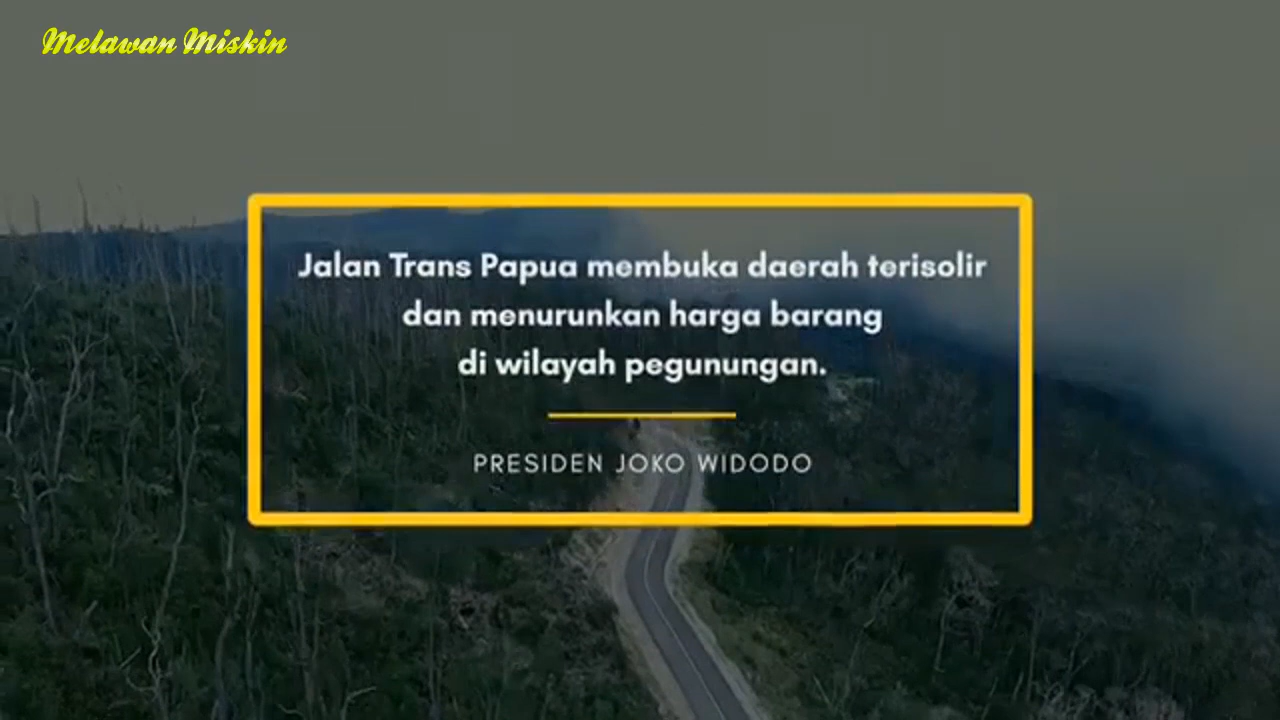 Melawan Miskin
Jalan Trans Papua membuka daerah terisolir
dan menurunkan harga barang
di wilayah pegunungan.
PRESIDEN JOKO WIDODO